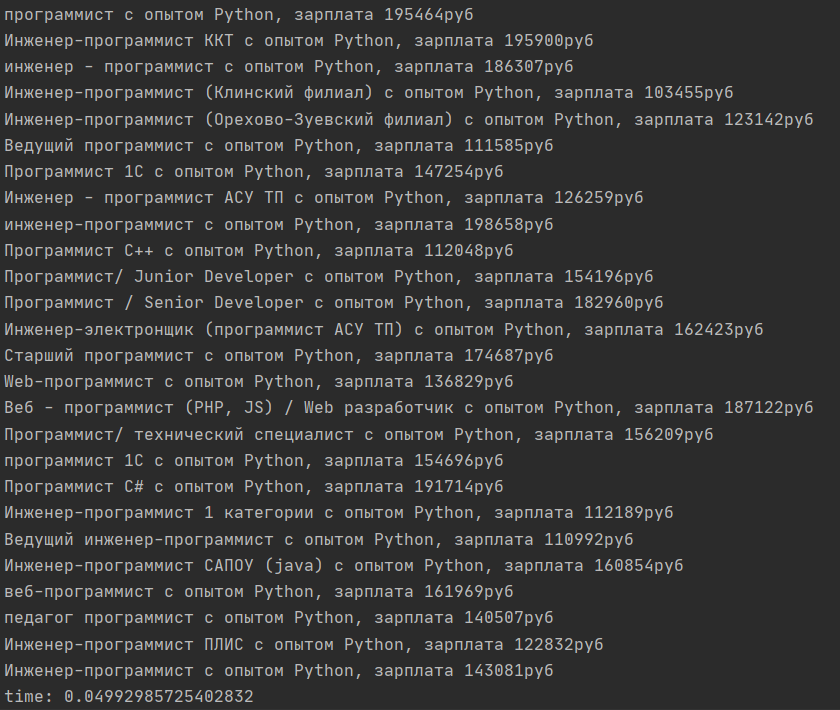 программист с опытом Python, зарплата 195464руб
Инженер-программист ККТ с опытом Python, зарплата 195900руб
инженер - программист с опытом Python, зарплата 186307руб
Инженер-программист (Клинский филиал) с опытом Python, зарплата 103455руб
Инженер-программист (Орехово-Зуевский филиал) с опытом Python, зарплата 123142руб
Ведущий программист с опытом Python, зарплата 111585руб
Программист 1С с опытом Python, зарплата 147254руб
Инженер - программист АСУ ТП с опытом Python, зарплата 126259руб
инженер-программист с опытом Python, зарплата 198658руб
Программист C++ с опытом Python, зарплата 112048руб
Программист/ Junior Developer с опытом Python, зарплата 154196руб
Программист / Senior Developer с опытом Python, зарплата 182960руб
Инженер-электронщик (программист АСУ ТП) с опытом Python, зарплата 162423руб
Старший программист с опытом Python, зарплата 174687руб
Web-программист с опытом Python, зарплата 136829руб
Веб - программист (PHP, JS) / Web разработчик с опытом Python, зарплата 187122руб
Программист/ технический специалист с опытом Python, зарплата 156209руб
программист 1С с опытом Python, зарплата 154696руб
Программист C# с опытом Python, зарплата 191714руб
Инженер-программист 1 категории с опытом Python, зарплата 112189руб
Ведущий инженер-программист с опытом Python, зарплата 110992руб
Инженер-программист САПОУ (java) с опытом Python, зарплата 160854руб
веб-программист с опытом Python, зарплата 161969руб
педагог программист с опытом Python, зарплата 140507руб
Инженер-программист ПЛИС с опытом Python, зарплата 122832руб
Инженер-программист с опытом Python, зарплата 143081руб
time: 0.04992985725402832